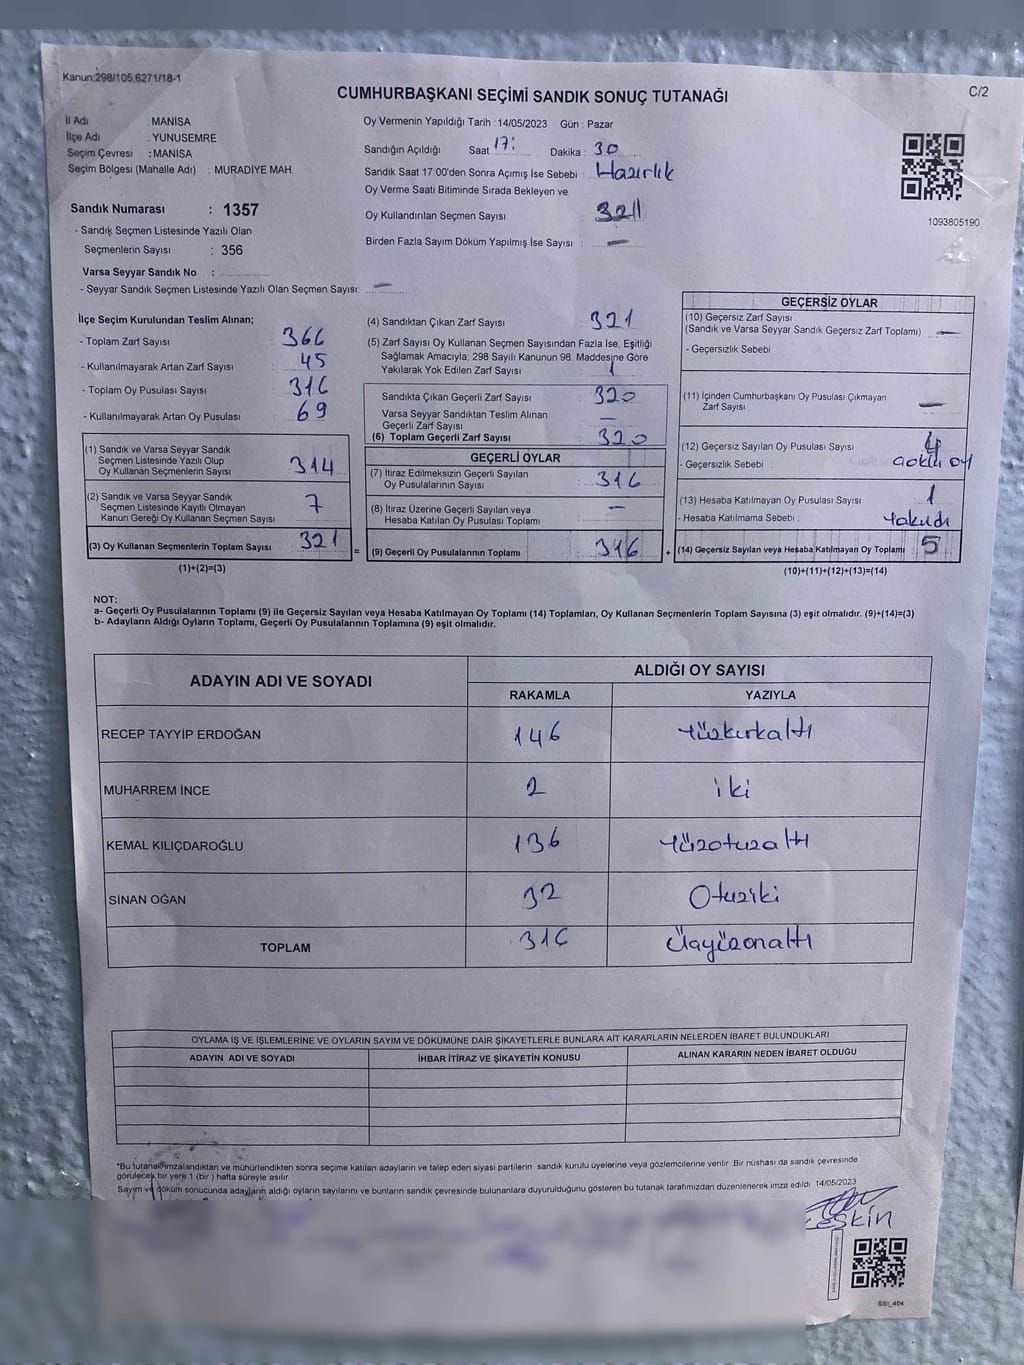 Kanun:298/105,6271/18-1
C/2
CUMHURBAŞKANI SEÇİMİ SANDIK SONUÇ TUTANAĞI
İl Adı : MANİSA
İlçe Adı : YUNUSEMRE
Seçim Çevresi : MANİSA
Seçim Bölgesi (Mahalle Adı) : MURADİYE MAH.
Sandık Numarası : 1357
- Sandık Seçmen Listesinde Yazılı Olan
Seçmenlerin Sayısı : 356
Varsa Seyyar Sandık No :
- Seyyar Sandık Seçmen Listesinde Yazılı Olan Seçmen Sayısı: —
Oy Vermenin Yapıldığı Tarih : 14/05/2023 Gün : Pazar
Sandığın Açıldığı Saat 17: Dakika : 30
Sandık Saat 17:00'den Sonra Açımış İse Sebebi : Hazırlık
Oy Verme Saati Bitiminde Sırada Bekleyen ve
Oy Kullandırılan Seçmen Sayısı :
Birden Fazla Sayım Döküm Yapılmış İse Sayısı : —
1093805190
İlçe Seçim Kurulundan Teslim Alınan;
- Toplam Zarf Sayısı : 366
- Kullanılmayarak Artan Zarf Sayısı : 45
- Toplam Oy Pusulası Sayısı : 316
- Kullanılmayarak Artan Oy Pusulası : 69
(1) Sandık ve Varsa Seyyar Sandık
Seçmen Listesinde Yazılı Olup
Oy Kullanan Seçmenlerin Sayısı : 314
(2) Sandık ve Varsa Seyyar Sandık
Seçmen Listesinde Kayıtlı Olmayan
Kanun Gereği Oy Kullanan Seçmen Sayısı : 7
(3) Oy Kullanan Seçmenlerin Toplam Sayısı : 321
(1)+(2)=(3)
(4) Sandıktan Çıkan Zarf Sayısı : 321
(5) Zarf Sayısı Oy Kullanan Seçmen Sayısından Fazla İse, Eşitliği
Sağlamak Amacıyla; 298 Sayılı Kanunun 98. Maddesine Göre
Yakılarak Yok Edilen Zarf Sayısı : 1
Sandıkta Çıkan Geçerli Zarf Sayısı : 320
Varsa Seyyar Sandıktan Teslim Alınan
Geçerli Zarf Sayısı : —
(6) Toplam Geçerli Zarf Sayısı : 320
GEÇERLİ OYLAR
(7) İtiraz Edilmeksizin Geçerli Sayılan
Oy Pusulalarının Sayısı : 316
(8) İtiraz Üzerine Geçerli Sayılan veya
Hesaba Katılan Oy Pusulası Toplamı : —
= (9) Geçerli Oy Pusulalarının Toplamı : 316
GEÇERSİZ OYLAR
(10) Geçersiz Zarf Sayısı :
(Sandık ve Varsa Seyyar Sandık Geçersiz Zarf Toplamı) —
- Geçersizlik Sebebi :
(11) İçinden Cumhurbaşkanı Oy Pusulası Çıkmayan
Zarf Sayısı : —
(12) Geçersiz Sayılan Oy Pusulası Sayısı : 4
- Geçersizlik Sebebi : oy
(13) Hesaba Katılmayan Oy Pusulası Sayısı : 1
- Hesaba Katılmama Sebebi : Yakıldı
+ (14) Geçersiz Sayılan veya Hesaba Katılmayan Oy Toplamı : 5
(10)+(11)+(12)+(13)=(14)
NOT:
a- Geçerli Oy Pusulalarının Toplamı (9) ile Geçersiz Sayılan veya Hesaba Katılmayan Oy Toplamı (14) Toplamları, Oy Kullanan Seçmenlerin Toplam Sayısına (3) eşit olmalıdır. (9)+(14)=(3)
b- Adayların Aldığı Oyların Toplamı, Geçerli Oy Pusulalarının Toplamına (9) eşit olmalıdır.
ADAYIN ADI VE SOYADI
ALDIĞI OY SAYISI
RAKAMLA YAZIYLA
RECEP TAYYİP ERDOĞAN 146 Yüzkırkaltı
MUHARREM İNCE 2 iki
KEMAL KILIÇDAROĞLU 136 Yüzotuzaltı
SİNAN OĞAN 32 Otuziki
TOPLAM 316 Üçyüzonaltı
OYLAMA İŞ VE İŞLEMLERİNE VE OYLARIN SAYIM VE DÖKÜMÜNE DAİR ŞİKAYETLERLE BUNLARA AİT KARARLARIN NELERDEN İBARET BULUNDUKLARI
ADAYIN ADI VE SOYADI İHBAR İTİRAZ VE ŞİKAYETİN KONUSU ALINAN KARARIN NEDEN İBARET OLDUĞU
*Bu tutanak imzalandıktan ve mühürlendikten sonra seçime katılan adayların ve talep eden siyasi partilerin sandık kurulu üyelerine veya gözlemcilerine verilir. Bir nüshası da sandık çevresinde
görülecek bir yere 1 (bir) hafta süreyle asılır.
Sayım ve döküm sonucunda adayların aldığı oyların sayılarını ve bunların sandık çevresinde bulunanlara duyurulduğunu gösteren bu tutanak tarafımızdan düzenlenerek imza edildi. 14/05/2023
KESKİN
SSt_404